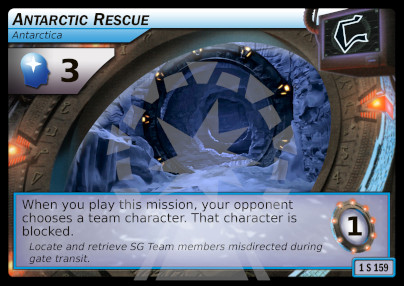 ANTARCTIC RESCUE
Antarctica
3
When you play this mission, your opponent
chooses a team character. That character is
blocked.
Locate and retrieve SG Team members misdirected during
gate transit.
1
1 S 159